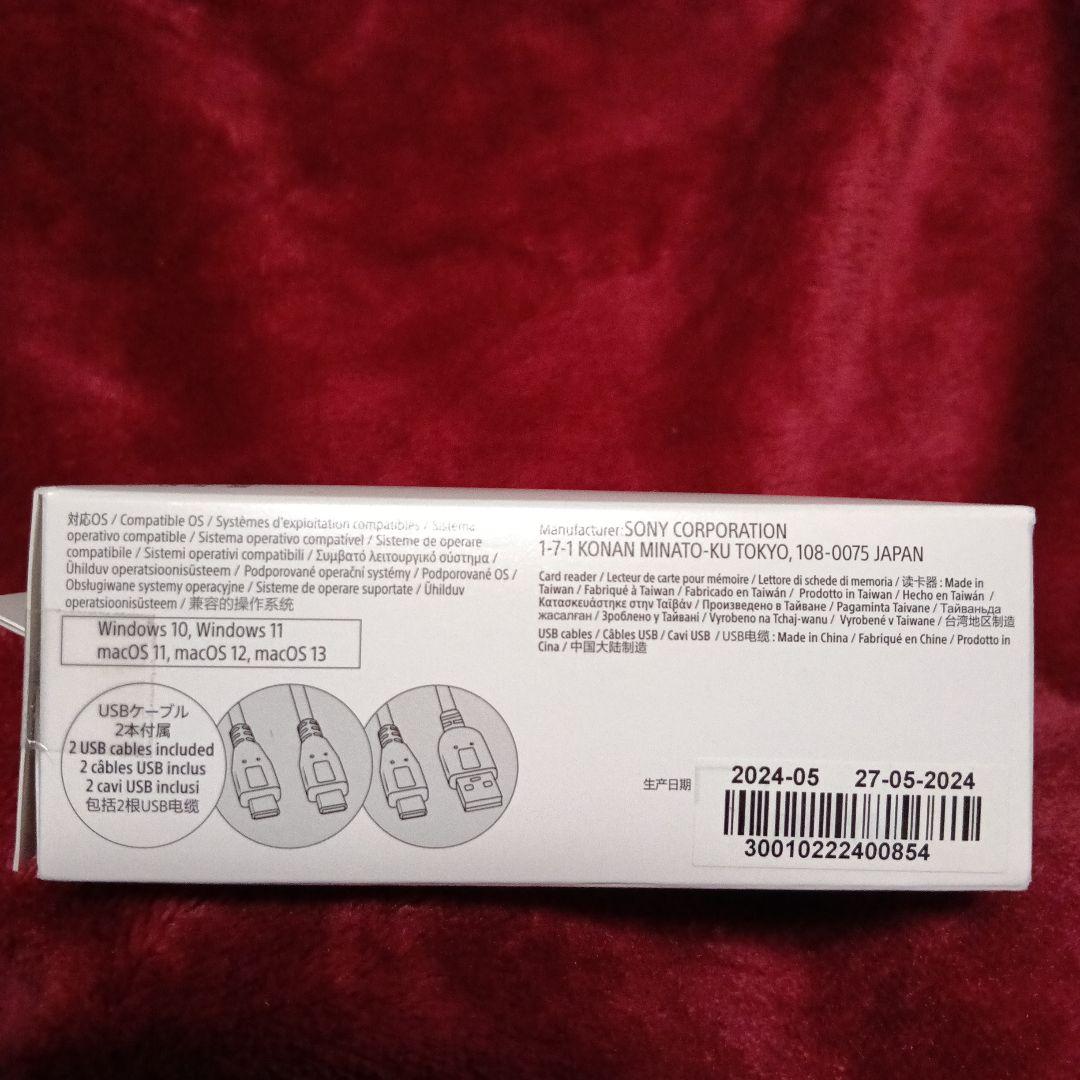 対応OS / Compatible OS / Systèmes d'exploitation compatibles / Sistema
operativo compatible / Sistema operativo compatível / Sisteme de operare
compatibile / Sistemi operativi compatibili / Συμβατό λειτουργικό σύστημα /
Ühilduv operatsioonisüsteem / Podporované operační systémy / Podporovaný OS /
Obsługiwane systemy operacyjne / Sisteme de operare suportate / Ühilduv
operatsioonisüsteem / 兼容的操作系统
Windows 10, Windows 11
macOS 11, macOS 12, macOS 13
USBケーブル
2本付属
2 USB cables included
2 câbles USB inclus
2 cavi USB inclusi
包括2根USB电缆
Manufacturer: SONY CORPORATION
1-7-1 KONAN MINATO-KU TOKYO, 108-0075 JAPAN
Card reader / Lecteur de carte pour mémoire / Lettore di schede di memoria / 读卡器 : Made in
Taiwan / Fabriqué à Taiwan / Fabricado en Taiwán / Prodotto in Taiwan / Hecho en Taiwán /
Κατασκευάστηκε στην Ταϊβάν / Произведено в Тайване / Pagaminta Taivane / Тайваньда
жасалған / Зроблено у Тайвані / Vyrobeno na Tchaj-wanu / Vyrobené v Taiwane / 台湾地区制造
USB cables / Câbles USB / Cavi USB / USB电缆 : Made in China / Fabriqué en Chine / Prodotto in
Cina / 中国大陆制造
生产日期
2024-05 27-05-2024
30010222400854